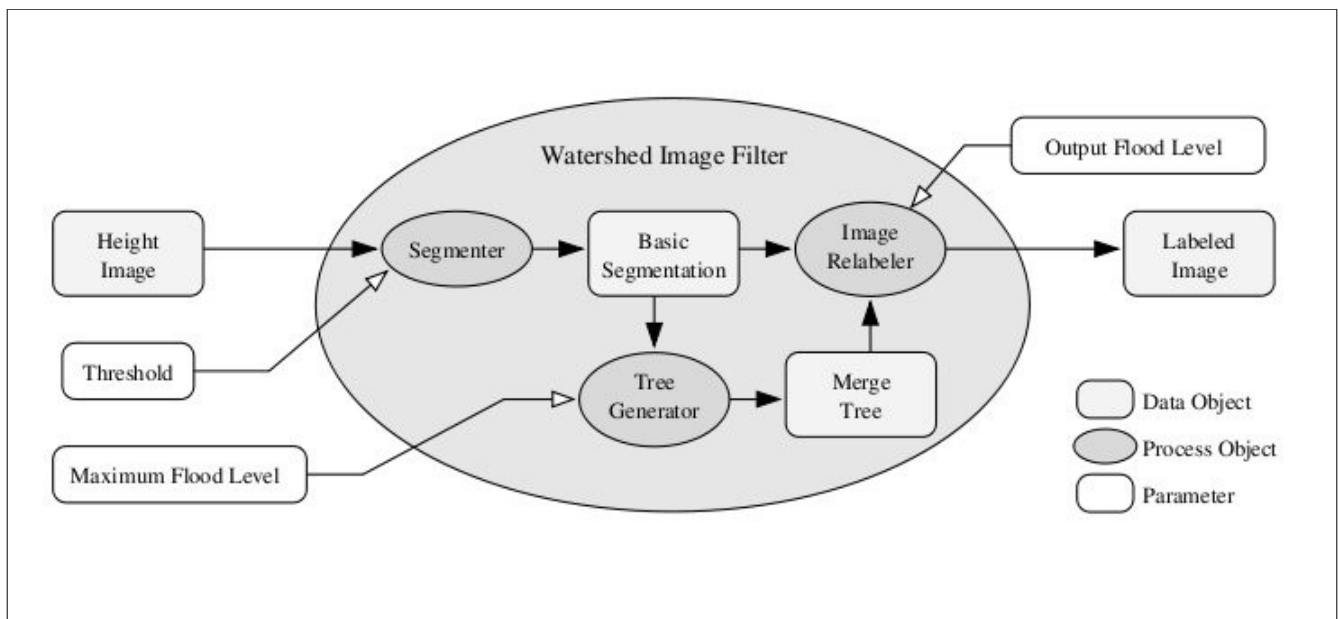 Watershed Image Filter
Output Flood Level
Height
Image
Segmenter
Basic
Segmentation
Image
Relabeler
Labeled
Image
Threshold
Tree
Generator
Merge
Tree
Maximum Flood Level
Data Object
Process Object
Parameter